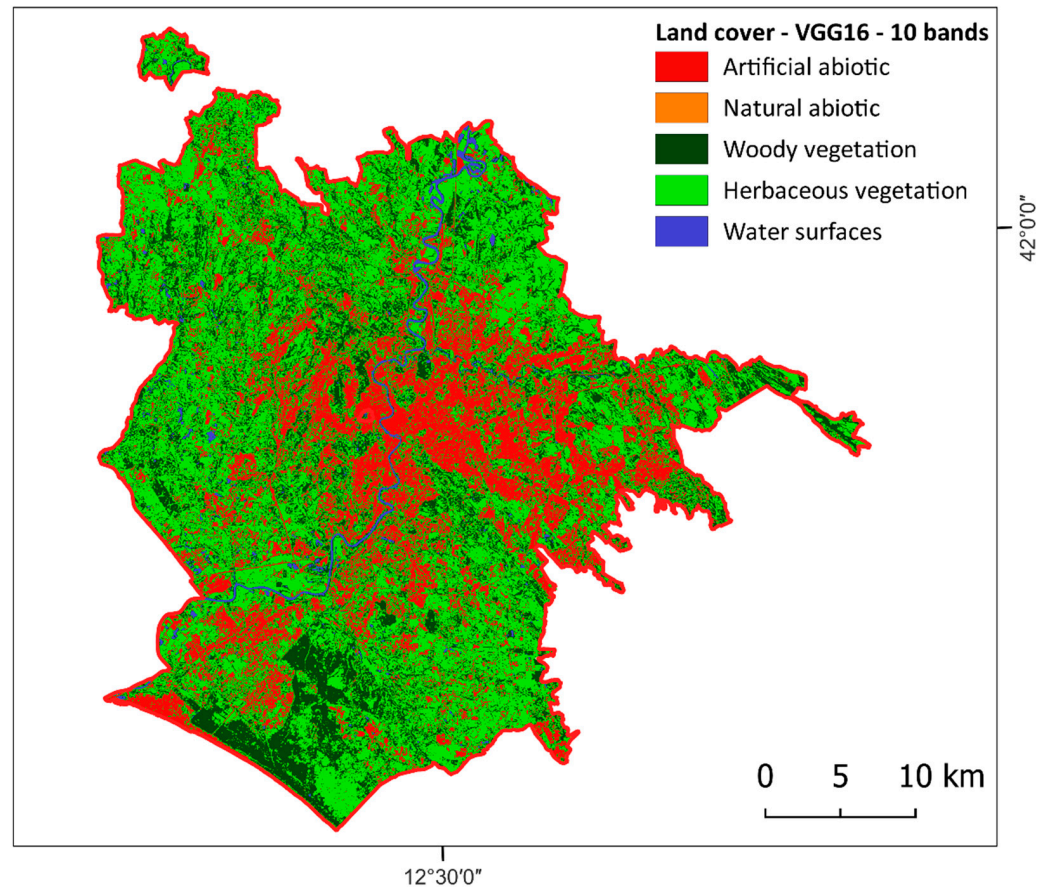 Land cover - VGG16 - 10 bands
Artificial abiotic
Natural abiotic
Woody vegetation
Herbaceous vegetation
Water surfaces
42°0′0″
0 5 10 km
12°30′0″